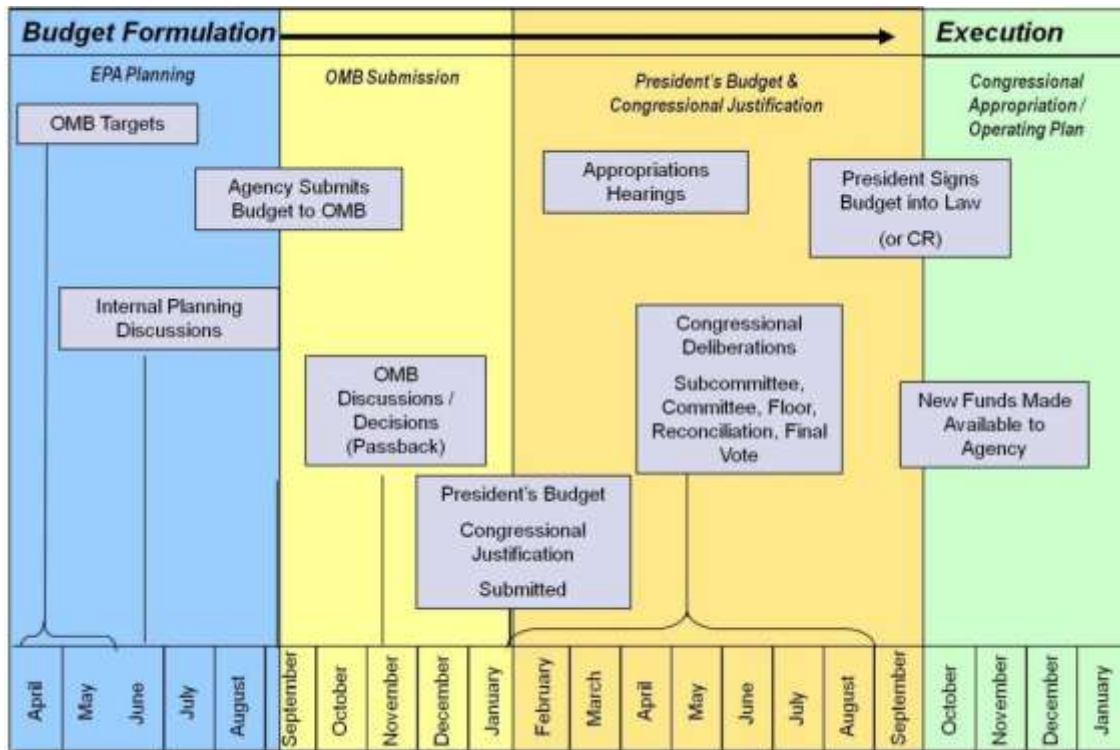 Budget Formulation
Execution
EPA Planning
OMB Submission
President's Budget &
Congressional Justification
Congressional
Appropriation /
Operating Plan
OMB Targets
Agency Submits
Budget to OMB
Appropriations
Hearings
President Signs
Budget into Law
(or CR)
Internal Planning
Discussions
OMB
Discussions /
Decisions
(Passback)
Congressional
Deliberations
Subcommittee,
Committee, Floor,
Reconciliation, Final
Vote
New Funds Made
Available to
Agency
President's Budget
Congressional
Justification
Submitted
April
May
June
July
August
September
October
November
December
January
February
March
April
May
June
July
August
September
October
November
December
January